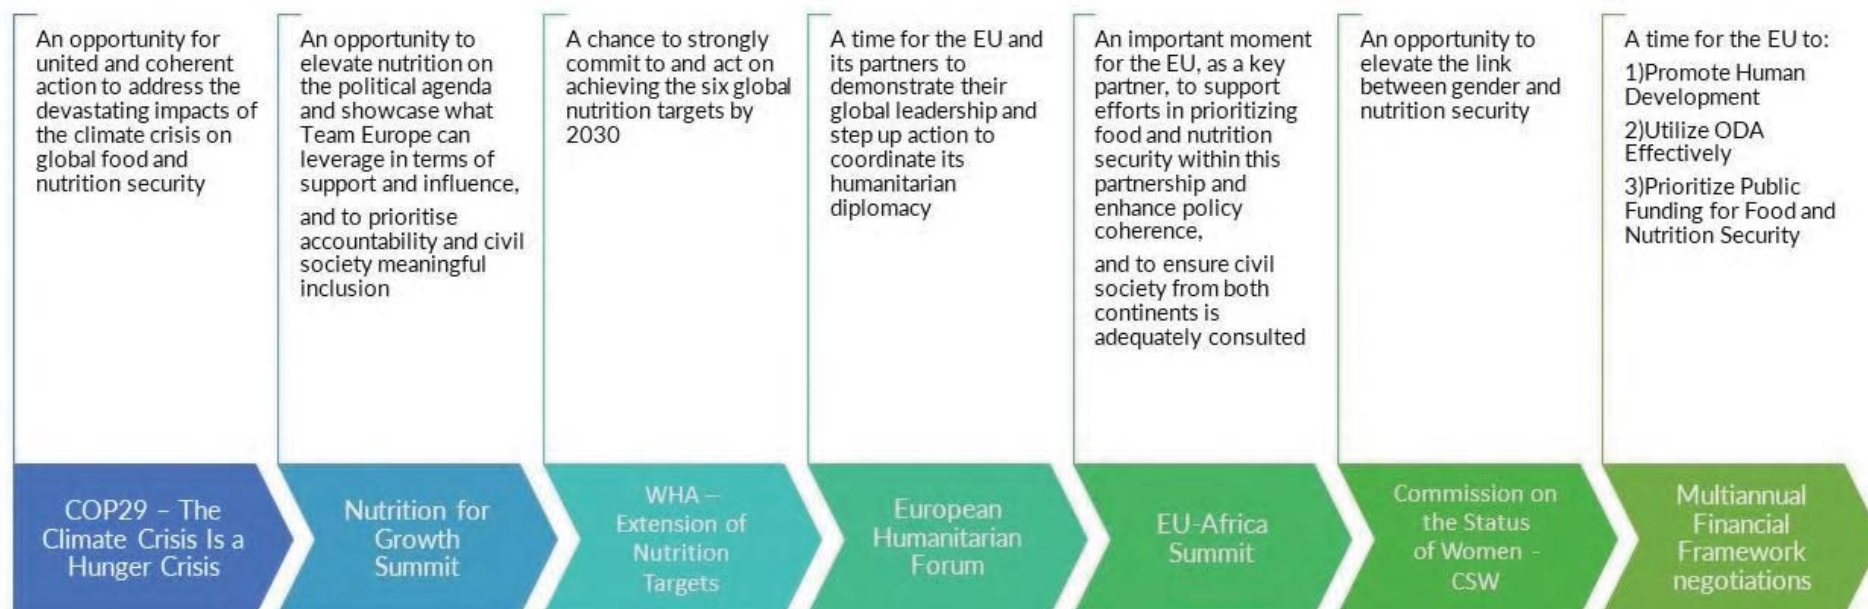 An opportunity for
united and coherent
action to address the
devastating impacts of
the climate crisis on
global food and
nutrition security
An opportunity to
elevate nutrition on
the political agenda
and showcase what
Team Europe can
leverage in terms of
support and influence,
and to prioritise
accountability and civil
society meaningful
inclusion
A chance to strongly
commit to and act on
achieving the six global
nutrition targets by
2030
A time for the EU and
its partners to
demonstrate their
global leadership and
step up action to
coordinate its
humanitarian
diplomacy
An important moment
for the EU, as a key
partner, to support
efforts in prioritizing
food and nutrition
security within this
partnership and
enhance policy
coherence,
and to ensure civil
society from both
continents is
adequately consulted
An opportunity to
elevate the link
between gender and
nutrition security
A time for the EU to:
1)Promote Human
Development
2)Utilize ODA
Effectively
3)Prioritize Public
Funding for Food and
Nutrition Security
COP29 – The
Climate Crisis Is a
Hunger Crisis
Nutrition for
Growth
Summit
WHA –
Extension of
Nutrition
Targets
European
Humanitarian
Forum
EU-Africa
Summit
Commission on
the Status
of Women -
CSW
Multiannual
Financial
Framework
negotiations